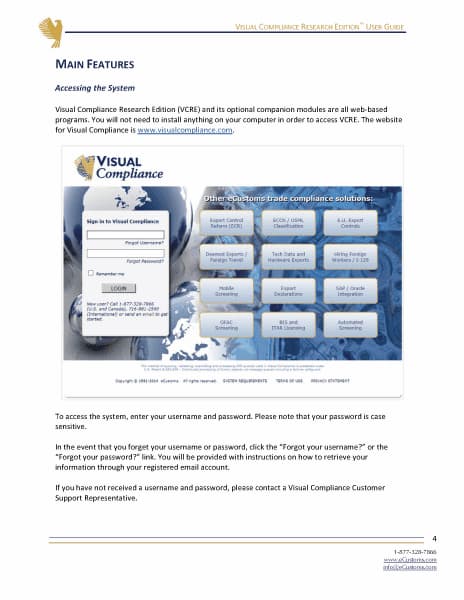 VISUAL COMPLIANCE RESEARCH EDITION™ USER GUIDE
MAIN FEATURES
Accessing the System
Visual Compliance Research Edition (VCRE) and its optional companion modules are all web-based
programs. You will not need to install anything on your computer in order to access VCRE. The website
for Visual Compliance is www.visualcompliance.com.
VISUAL
Compliance
Other eCustoms trade compliance solutions:
Sign in to Visual Compliance
Forgot Username?
Forgot Password?
Remember me
LOGIN
New user? Call 1-877-328-7866
(U.S. and Canada), 716-881-2590
(International) or send an email to get
started.
Export Control
Reform (ECR)
ECCN / USML
Classification
E.U. Export
Controls
Deemed Exports /
Foreign Travel
Tech Data and
Hardware Exports
Hiring Foreign
Workers / I-129
Mobile
Screening
Export
Declarations
SAP / Oracle
Integration
OFAC
Screening
BIS and
ITAR Licensing
Automated
Screening
Copyright © eCustoms. All rights reserved. SYSTEM REQUIREMENTS TERMS OF USE PRIVACY STATEMENT
To access the system, enter your username and password. Please note that your password is case
sensitive.
In the event that you forget your username or password, click the “Forgot your username?” or the
“Forgot your password?” link. You will be provided with instructions on how to retrieve your
information through your registered email account.
If you have not received a username and password, please contact a Visual Compliance Customer
Support Representative.
4
1-877-328-7866
www.eCustoms.com
info@eCustoms.com